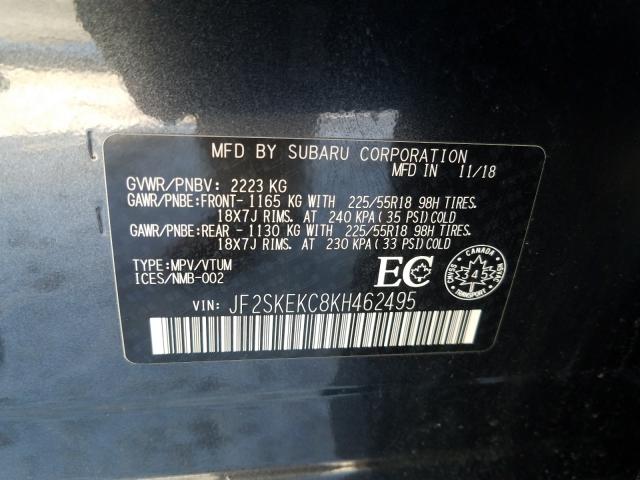 MFD BY SUBARU CORPORATION
MFD IN 11/18
GVWR/PNBV: 2223 KG
GAWR/PNBE:FRONT- 1165 KG WITH 225/55R18 98H TIRES.
18X7J RIMS. AT 240 KPA (35 PSI)COLD
GAWR/PNBE:REAR - 1130 KG WITH 225/55R18 98H TIRES.
18X7J RIMS. AT 230 KPA (33 PSI)COLD
TYPE:MPV/VTUM
ICES/NMB-002
EC
CANADA
4
VIN: JF2SKEKC8KH462495